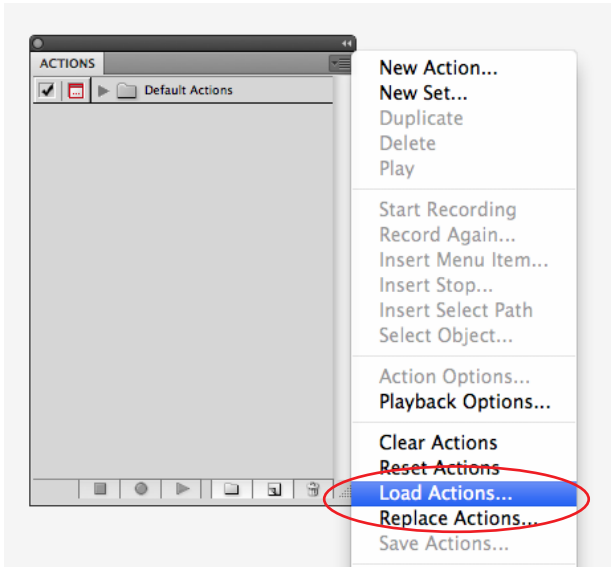 ACTIONS
Default Actions
New Action...
New Set...
Duplicate
Delete
Play
Start Recording
Record Again...
Insert Menu Item...
Insert Stop...
Insert Select Path
Select Object...
Action Options...
Playback Options...
Clear Actions
Reset Actions
Load Actions...
Replace Actions...
Save Actions...